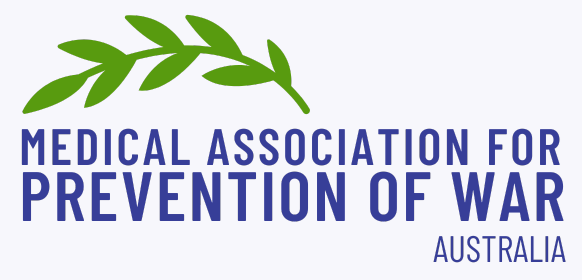 MEDICAL ASSOCIATION FOR
PREVENTION OF WAR
AUSTRALIA